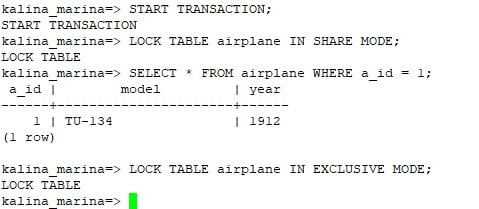 kalina_marina=> START TRANSACTION;
START TRANSACTION
kalina_marina=> LOCK TABLE airplane IN SHARE MODE;
LOCK TABLE
kalina_marina=> SELECT * FROM airplane WHERE a_id = 1;
 a_id |         model         | year
------+-----------------------+------
    1 | TU-134                | 1912
(1 row)

kalina_marina=> LOCK TABLE airplane IN EXCLUSIVE MODE;
LOCK TABLE
kalina_marina=>